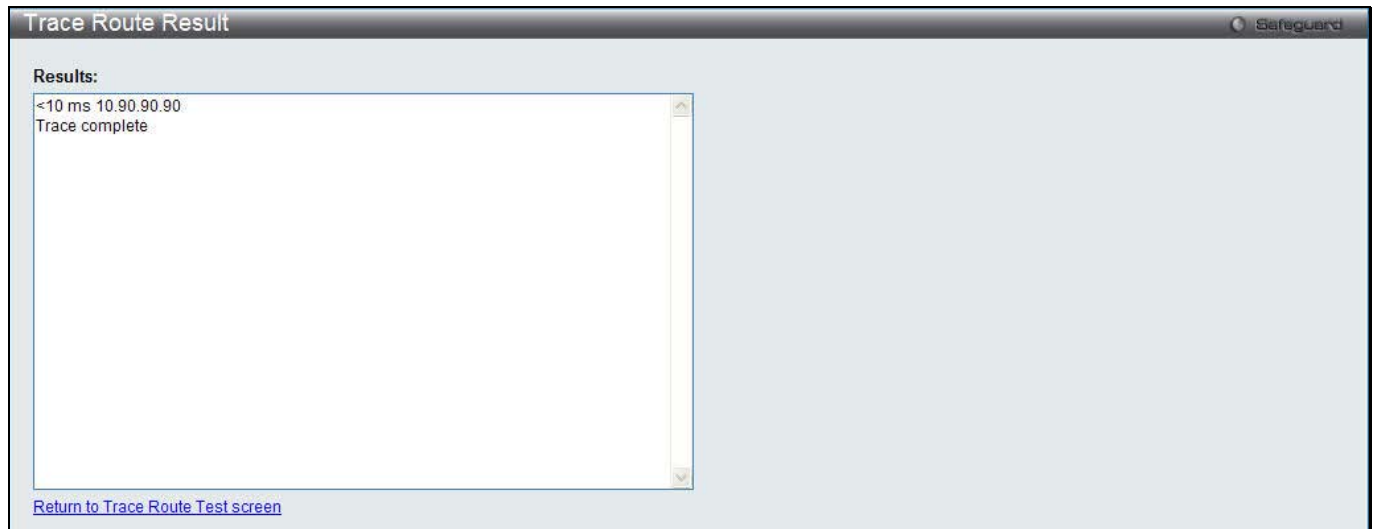 Trace Route Result
Safeguard
Results:
<10 ms 10.90.90.90
Trace complete
Return to Trace Route Test screen